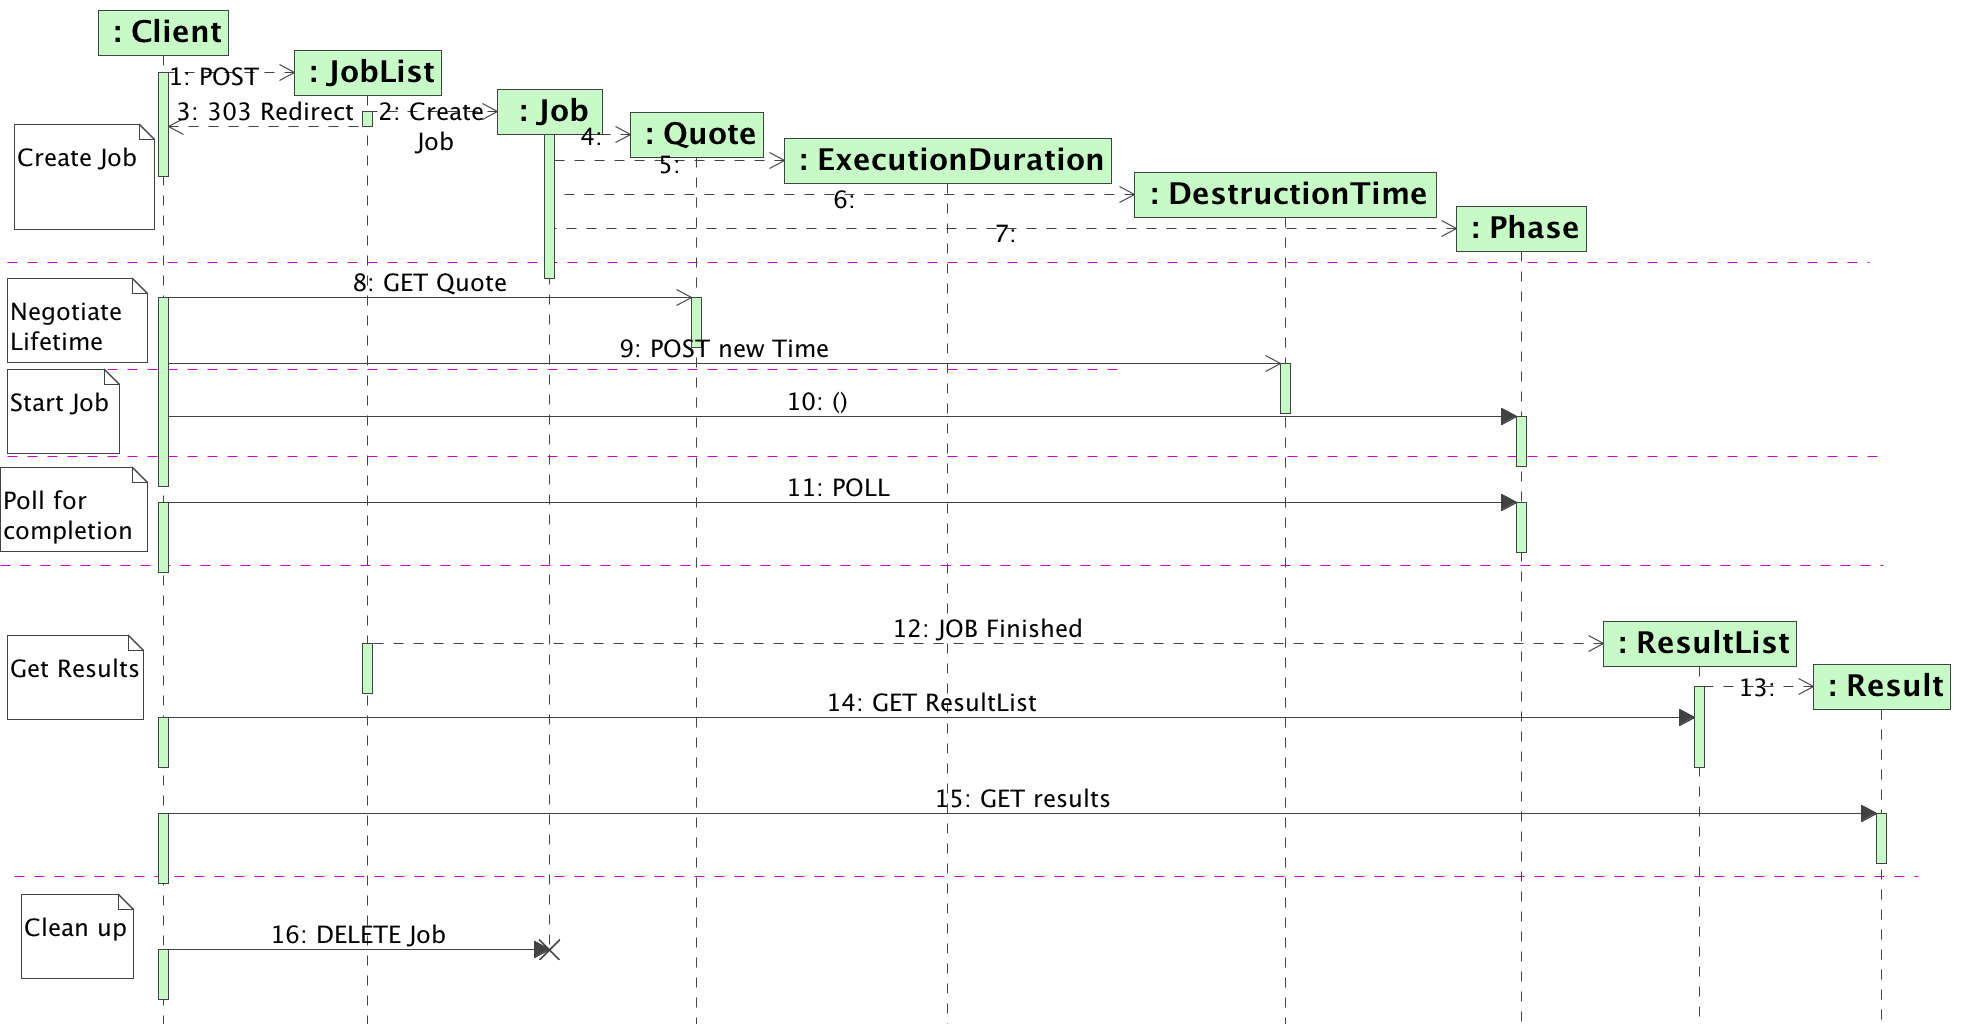 : Client
: JobList
1: POST
: Job
3: 303 Redirect
2: Create
Job
: Quote
4:
Create Job
: ExecutionDuration
5:
: DestructionTime
6:
: Phase
7:
8: GET Quote
Negotiate
Lifetime
9: POST new Time
Start Job
10: ()
11: POLL
Poll for
completion
12: JOB Finished
: ResultList
Get Results
13:
: Result
14: GET ResultList
15: GET results
Clean up
16: DELETE Job